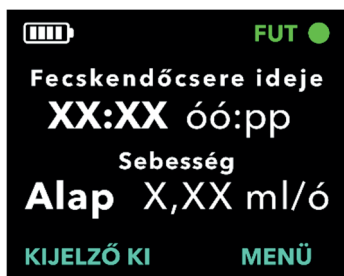 FUT
Fecskendőcsere ideje
XX:XX óó:pp
Sebesség
Alap X,XX ml/ó
KIJELZŐ KI MENÜ